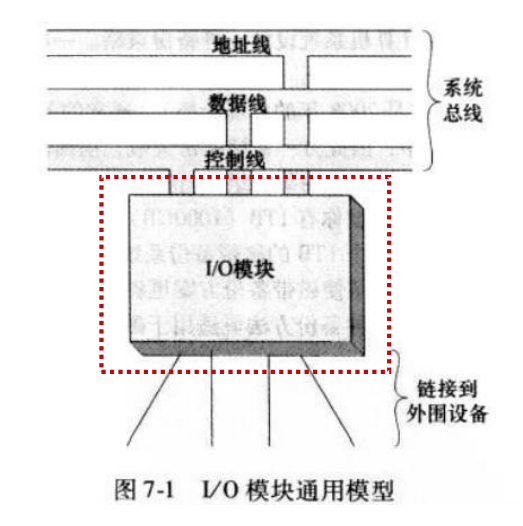 地址线
数据线
控制线
系统
总线
I/O模块
链接到
外围设备
图 7-1 I/O 模块通用模型